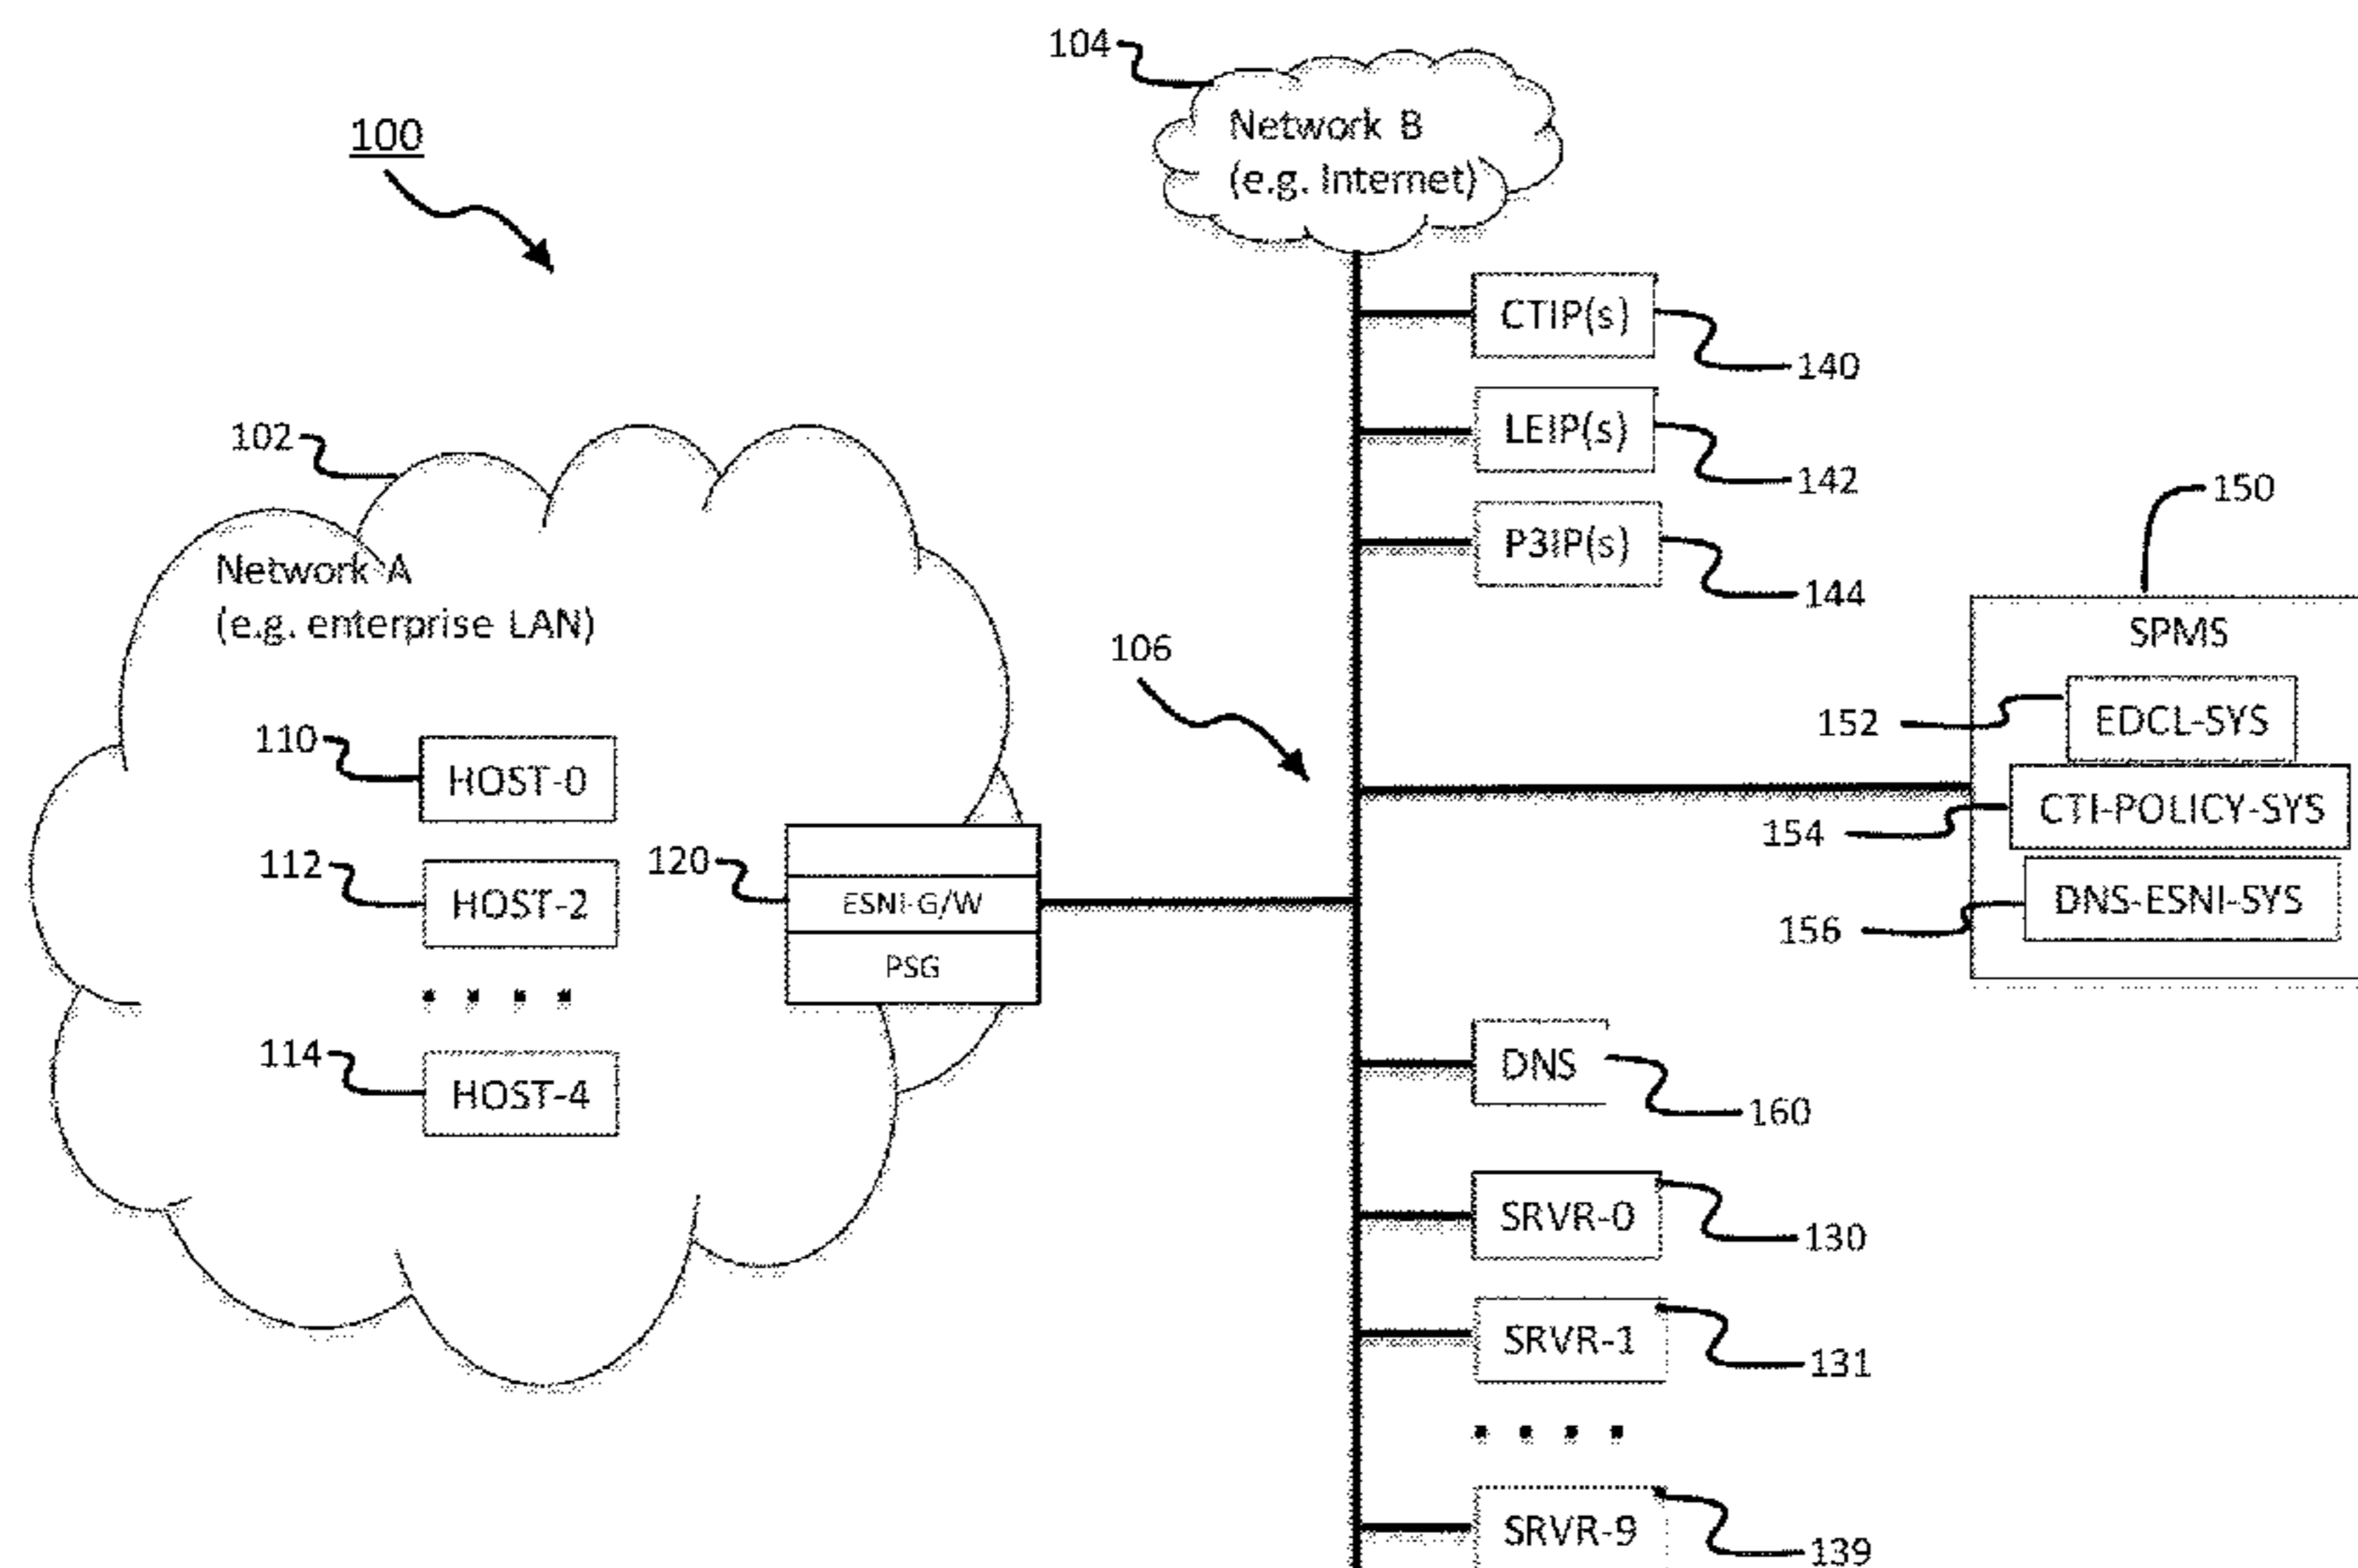 104
Network B
(e.g. Internet)
100
CTIP(s)
140
LEIP(s)
142
P3IP(s)
144
102
Network A
(e.g. enterprise LAN)
106
150
SPMS
152
EDCL-SYS
154
CTI-POLICY-SYS
156
DNS-ESNI-SYS
110
HOST-0
112
HOST-2
. . . .
114
HOST-4
120
ESNI-G/W
PSG
DNS
160
SRVR-0
130
SRVR-1
131
. . . .
SRVR-9
139